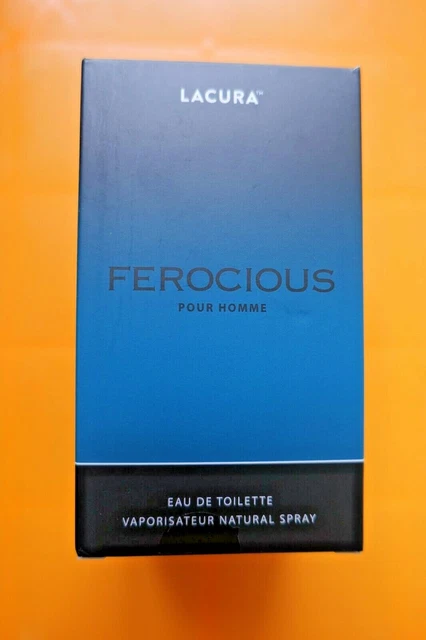 LACURA™
FEROCIOUS
POUR HOMME
EAU DE TOILETTE
VAPORISATEUR NATURAL SPRAY